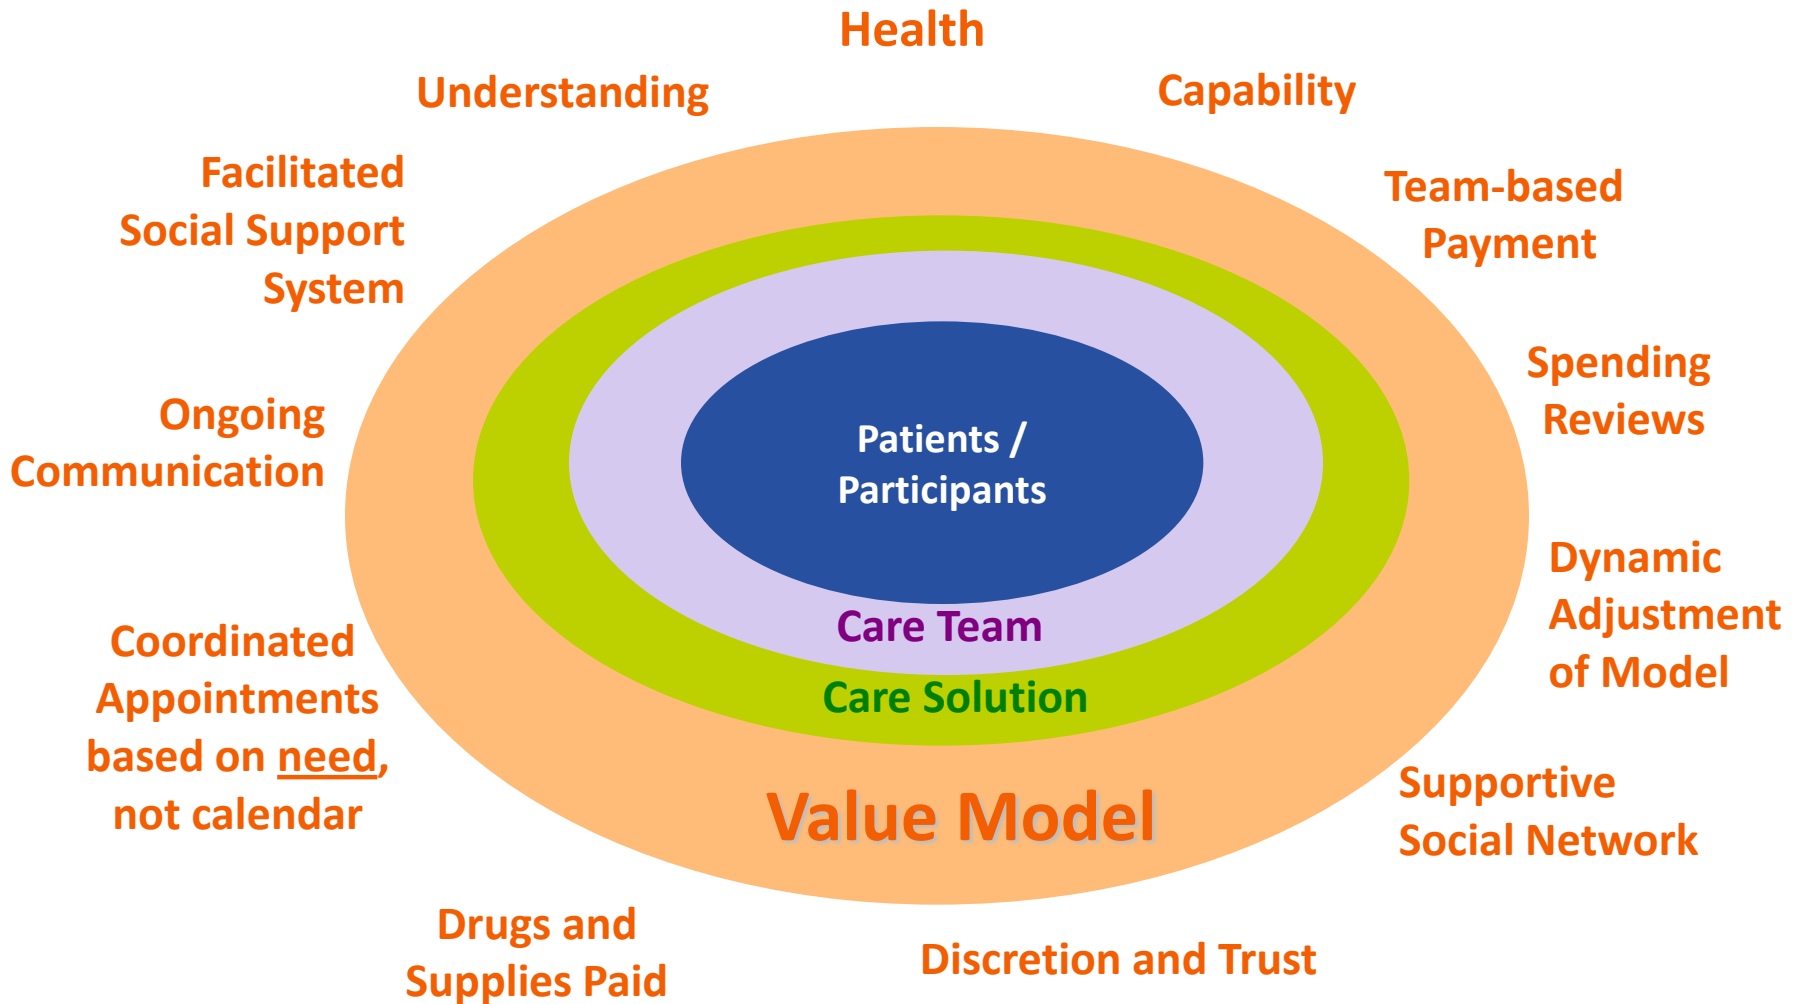 Health
Understanding
Capability
Facilitated
Social Support
System
Team-based
Payment
Ongoing
Communication
Spending
Reviews
Patients /
Participants
Care Team
Care Solution
Value Model
Coordinated
Appointments
based on need,
not calendar
Dynamic
Adjustment
of Model
Supportive
Social Network
Drugs and
Supplies Paid
Discretion and Trust